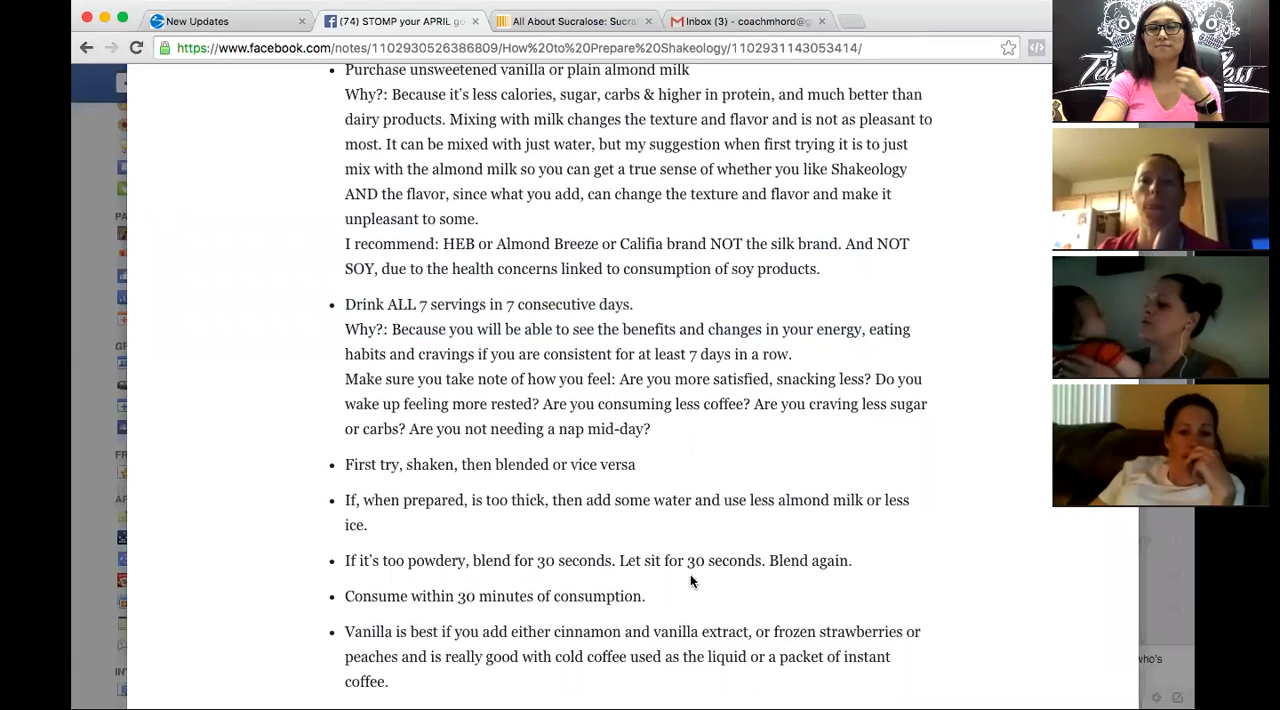 New Updates
(74) STOMP your APRIL go
All About Sucralose: Sucral
Inbox (3) - coachmhorc@g
https://www.facebook.com/notes/1102930526386809/How%20to%20Prepare%20Shakeology/1102931143053414/
Purchase unsweetened vanilla or plain almond milk
Why?: Because it's less calories, sugar, carbs & higher in protein, and much better than
dairy products. Mixing with milk changes the texture and flavor and is not as pleasant to
most. It can be mixed with just water, but my suggestion when first trying it is to just
mix with the almond milk so you can get a true sense of whether you like Shakeology
AND the flavor, since what you add, can change the texture and flavor and make it
unpleasant to some.
I recommend: HEB or Almond Breeze or Califia brand NOT the silk brand. And NOT
SOY, due to the health concerns linked to consumption of soy products.
Drink ALL 7 servings in 7 consecutive days.
Why?: Because you will be able to see the benefits and changes in your energy, eating
habits and cravings if you are consistent for at least 7 days in a row.
Make sure you take note of how you feel: Are you more satisfied, snacking less? Do you
wake up feeling more rested? Are you consuming less coffee? Are you craving less sugar
or carbs? Are you not needing a nap mid-day?
First try, shaken, then blended or vice versa
If, when prepared, is too thick, then add some water and use less almond milk or less
ice.
If it's too powdery, blend for 30 seconds. Let sit for 30 seconds. Blend again.
Consume within 30 minutes of consumption.
Vanilla is best if you add either cinnamon and vanilla extract, or frozen strawberries or
peaches and is really good with cold coffee used as the liquid or a packet of instant
coffee.
PA
GR
FR
AP
IN
who's